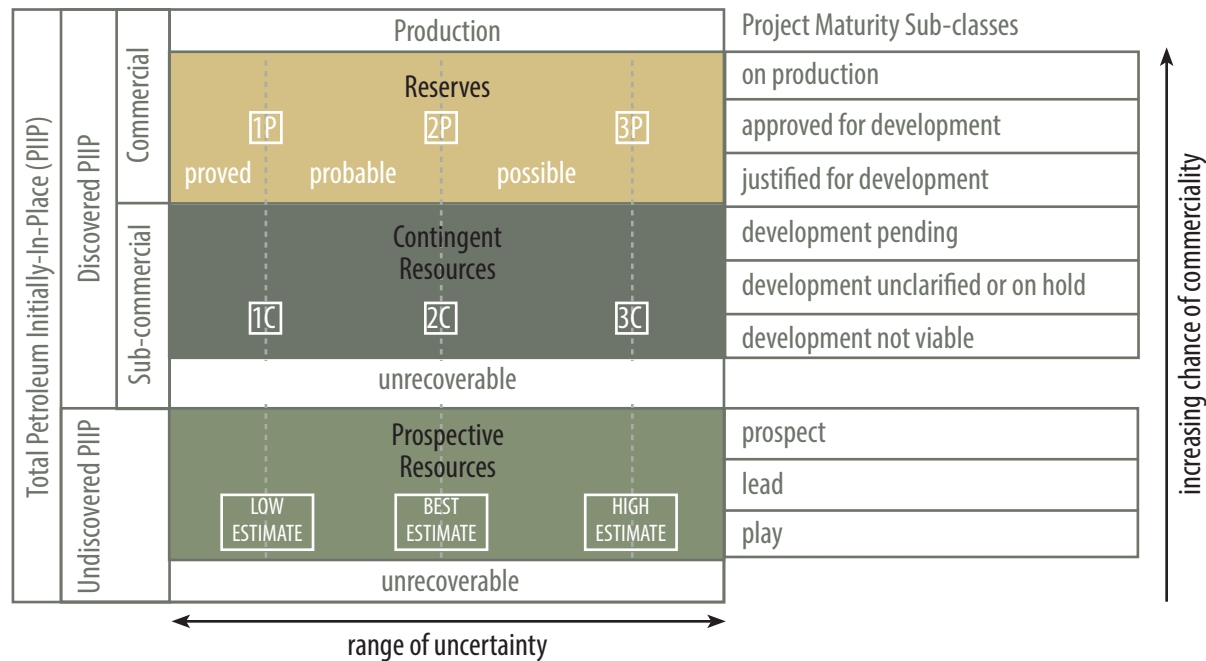 Total Petroleum Initially-In-Place (PIIP)
Discovered PIIP
Undiscovered PIIP
Commercial
Sub-commercial
Production
Project Maturity Sub-classes
Reserves
1P
2P
3P
proved
probable
possible
on production
approved for development
justified for development
Contingent
Resources
1C
2C
3C
development pending
development unclarified or on hold
development not viable
unrecoverable
Prospective
Resources
LOW
ESTIMATE
BEST
ESTIMATE
HIGH
ESTIMATE
prospect
lead
play
unrecoverable
range of uncertainty
increasing chance of commerciality